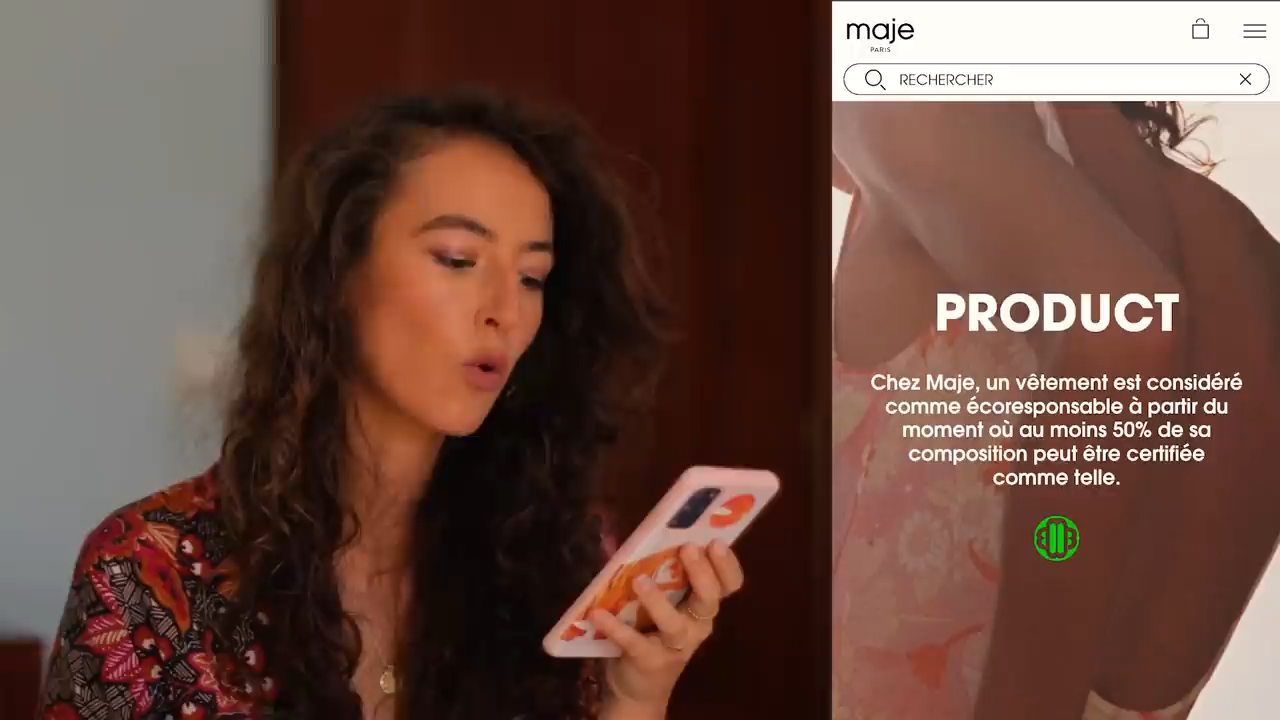 maje
PARIS
RECHERCHER
PRODUCT
Chez Maje, un vêtement est considéré
comme écoresponsable à partir du
moment où au moins 50% de sa
composition peut être certifiée
comme telle.